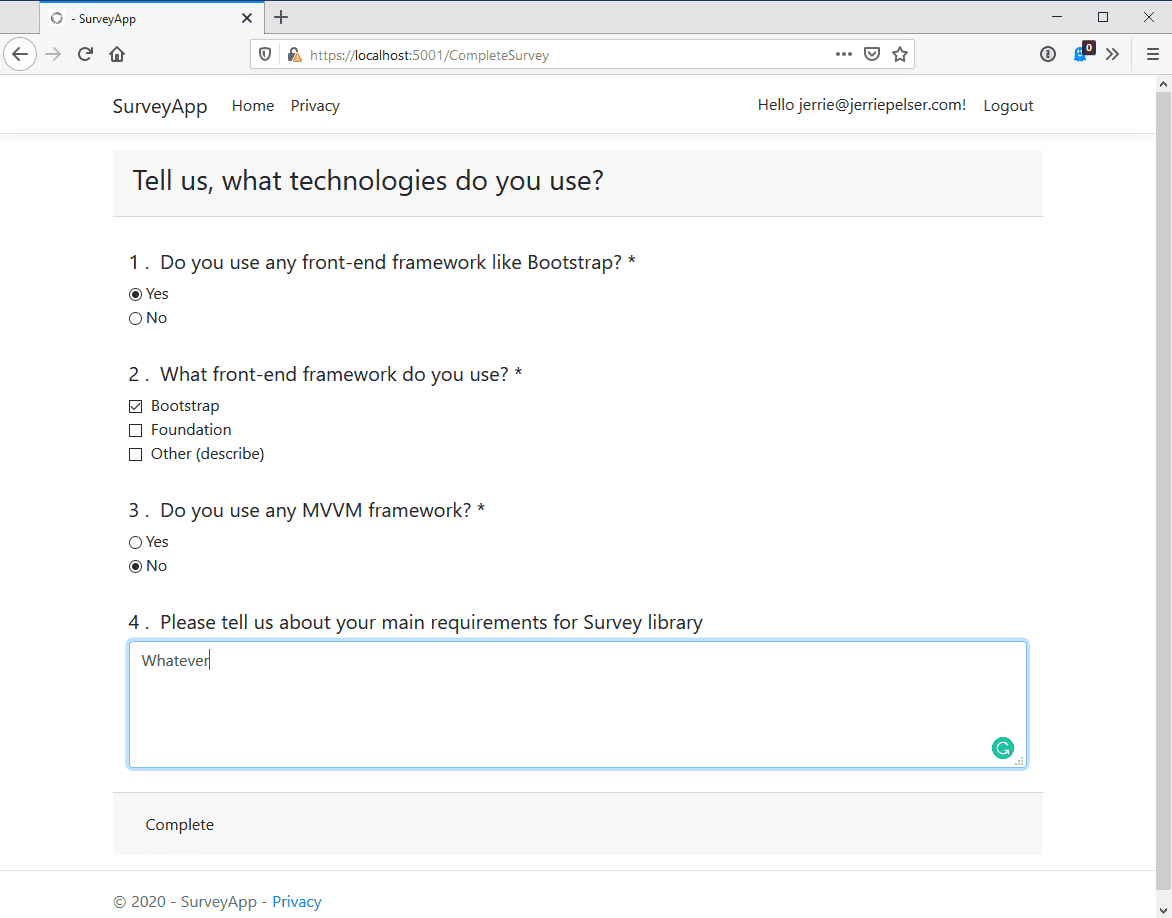 - SurveyApp
https://localhost:5001/CompleteSurvey
0
SurveyApp Home Privacy Hello jerrie@jerriepelser.com! Logout
Tell us, what technologies do you use?
1 . Do you use any front-end framework like Bootstrap? *
Yes
No
2 . What front-end framework do you use? *
Bootstrap
Foundation
Other (describe)
3 . Do you use any MVVM framework? *
Yes
No
4 . Please tell us about your main requirements for Survey library
Whatever
Complete
© 2020 - SurveyApp - Privacy